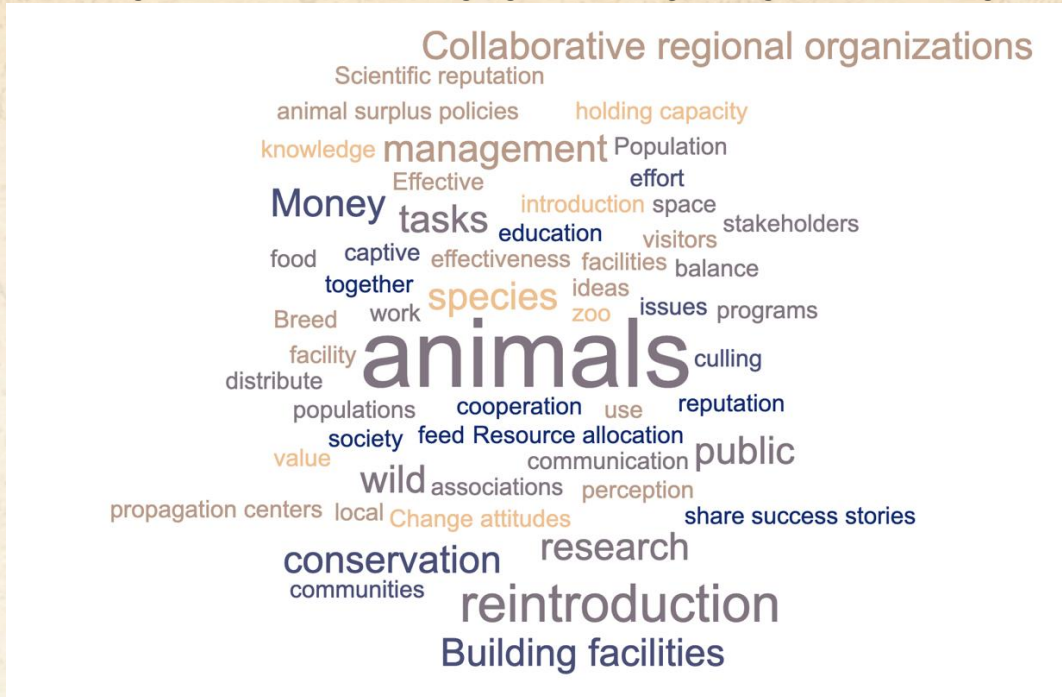 Collaborative regional organizations
Scientific reputation
animal surplus policies holding capacity
knowledge management Population
Effective effort
Money tasks introduction space
education visitors stakeholders
food captive effectiveness facilities balance
together species ideas
Breed work zoo issues programs
facility animals culling
distribute
populations cooperation use reputation
society feed Resource allocation
value communication public
wild associations perception
propagation centers local Change attitudes share success stories
conservation research
communities reintroduction
Building facilities